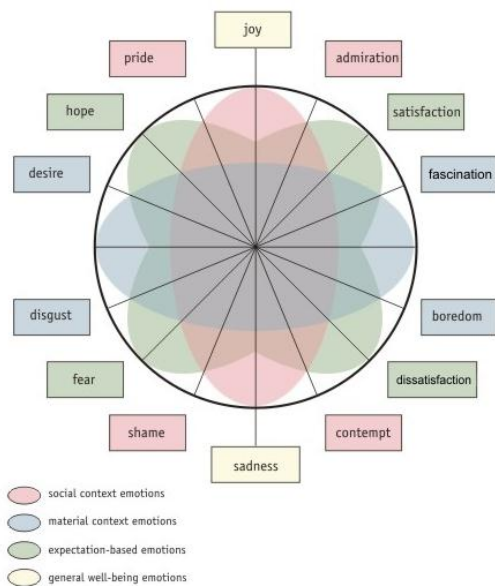 joy
pride
admiration
hope
satisfaction
desire
fascination
disgust
boredom
fear
dissatisfaction
shame
contempt
sadness
social context emotions
material context emotions
expectation-based emotions
general well-being emotions